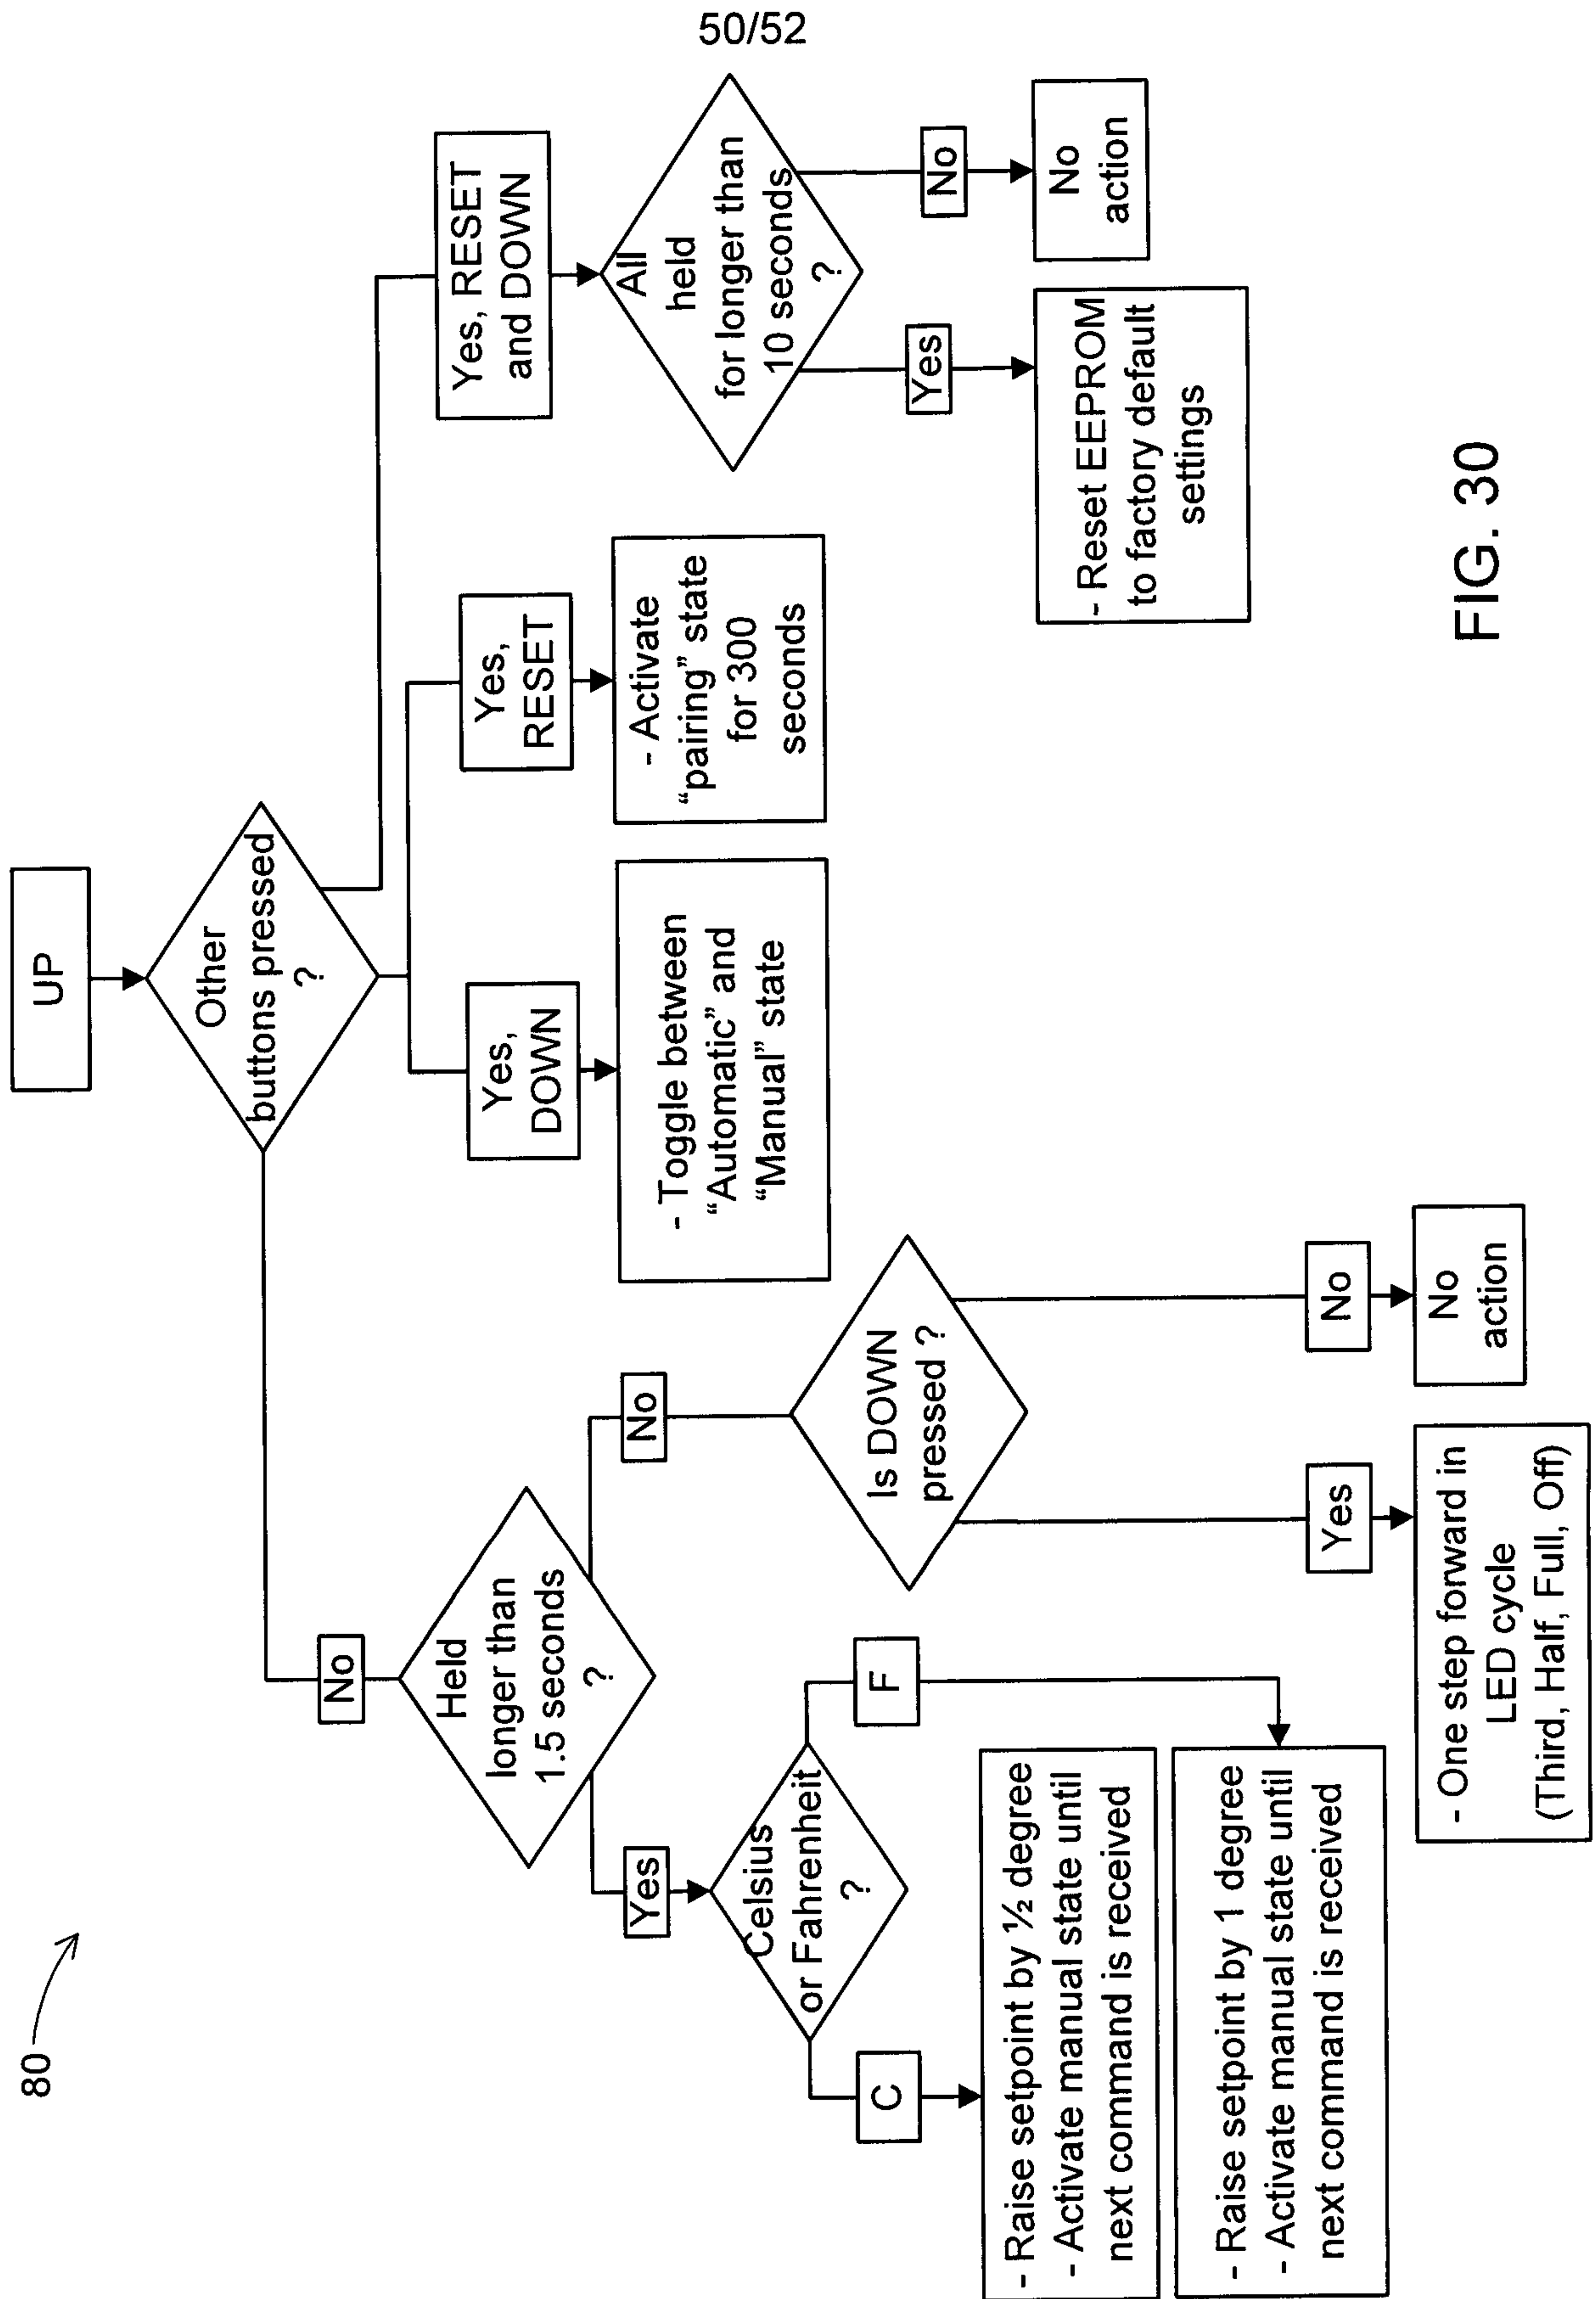 50/52
80
UP
Other
buttons pressed
?
No
Held
longer than
1.5 seconds
?
Yes
Celsius
or Fahrenheit
?
C
- Raise setpoint by ½ degree
- Activate manual state until
next command is received
F
- Raise setpoint by 1 degree
- Activate manual state until
next command is received
No
Is DOWN
pressed ?
Yes
- One step forward in
LED cycle
(Third, Half, Full, Off)
No
No
action
Yes,
DOWN
- Toggle between
“Automatic” and
“Manual” state
Yes,
RESET
- Activate
“pairing” state
for 300
seconds
Yes, RESET
and DOWN
All
held
for longer than
10 seconds
?
Yes
- Reset EEPROM
to factory default
settings
No
No
action
FIG. 30